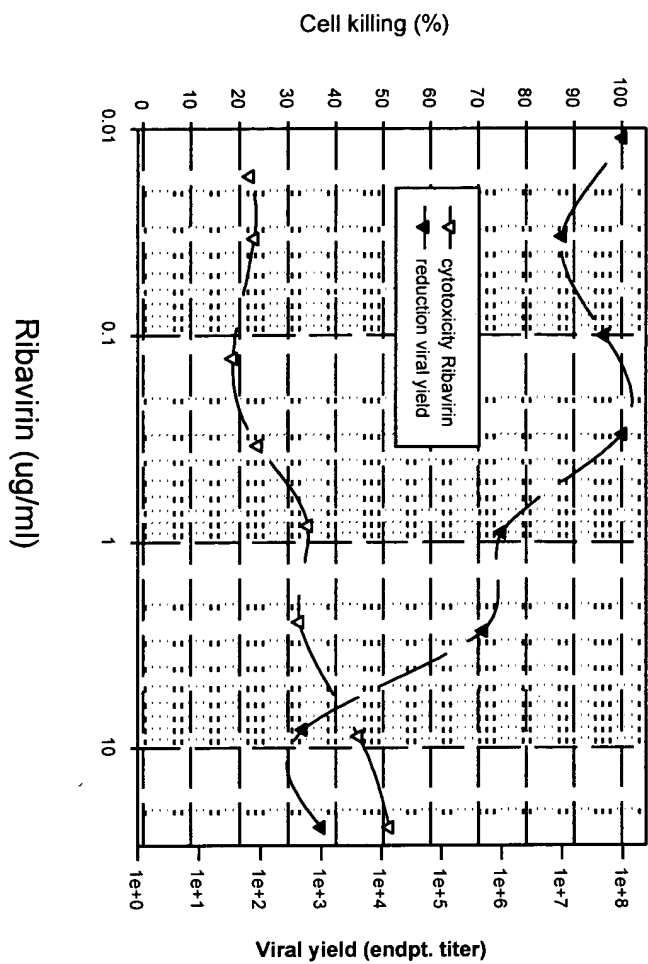 Cell killing (%)
0
10
20
30
40
50
60
70
80
90
100
0.01
0.1
1
10
Ribavirin (ug/ml)
cytotoxicity Ribavirin
reduction viral yield
1e+0
1e+1
1e+2
1e+3
1e+4
1e+5
1e+6
1e+7
1e+8
Viral yield (endpt. titer)